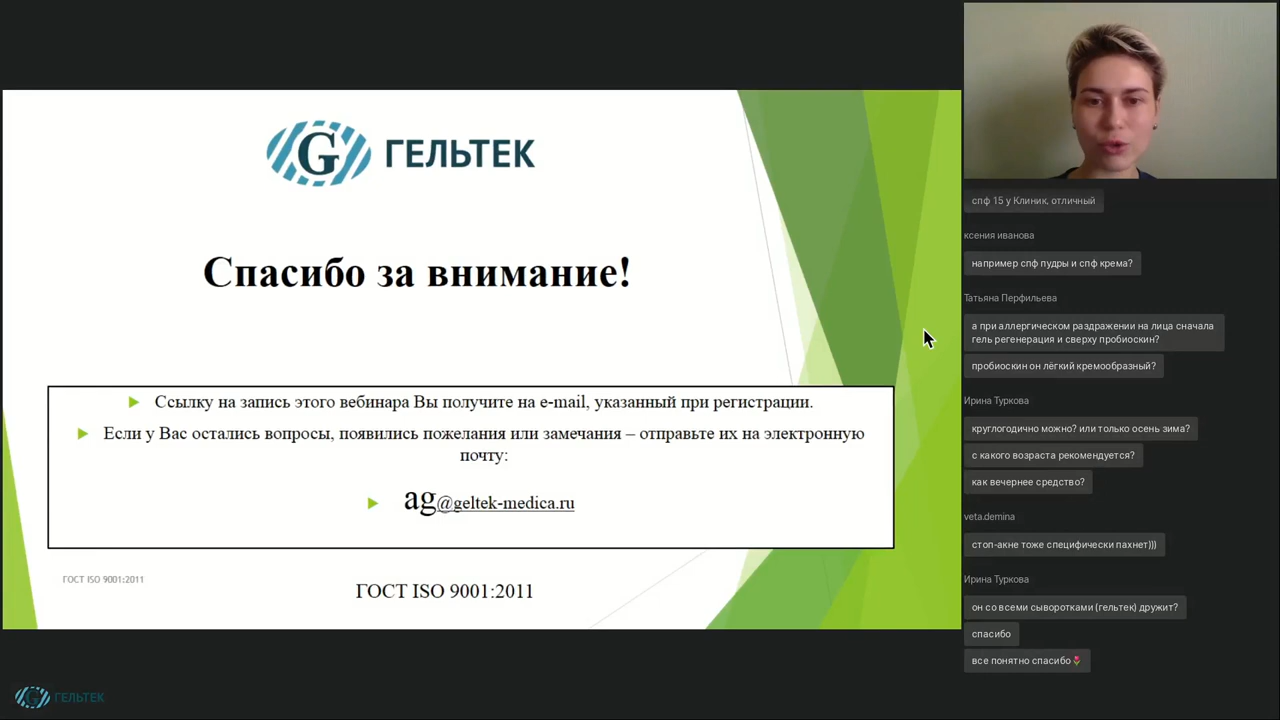 ГЕЛЬТЕК
Спасибо за внимание!
Ссылку на запись этого вебинара Вы получите на e-mail, указанный при регистрации.
Если у Вас остались вопросы, появились пожелания или замечания – отправьте их на электронную
почту:
ag@geltek-medica.ru
ГОСТ ISO 9001:2011
ГОСТ ISO 9001:2011
ГЕЛЬТЕК
спф 15 у Клиник, отличный
ксения иванова
например спф пудры и спф крема?
Татьяна Перфильева
а при аллергическом раздражении на лица сначала
гель регенерация и сверху пробиоскин?
пробиоскин он лёгкий кремообразный?
Ирина Туркова
круглогодично можно? или только осень зима?
с какого возраста рекомендуется?
как вечернее средство?
veta.demina
стоп-акне тоже специфически пахнет)))
Ирина Туркова
он со всеми сыворотками (гельтек) дружит?
спасибо
все понятно спасибо🌷